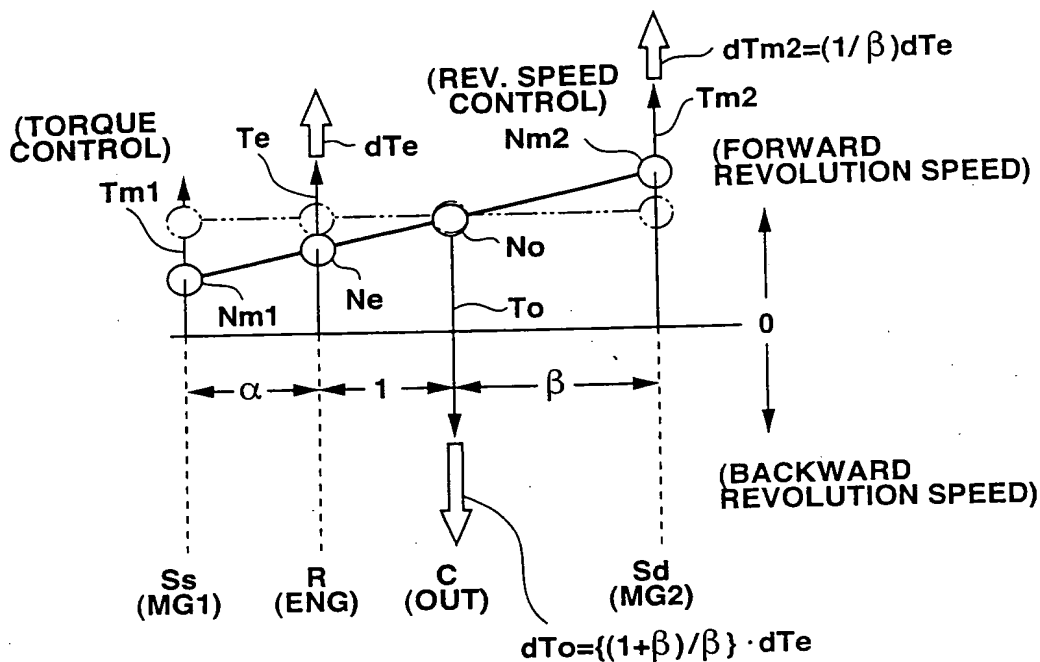 dTm2=(1/β)dTe
(REV. SPEED
CONTROL)
Tm2
(TORQUE
CONTROL)
Te
dTe
Nm2
(FORWARD
REVOLUTION SPEED)
Tm1
No
Nm1
Ne
To
0
α
1
β
(BACKWARD
REVOLUTION SPEED)
Ss
(MG1)
R
(ENG)
C
(OUT)
Sd
(MG2)
dTo={(1+β)/β}·dTe